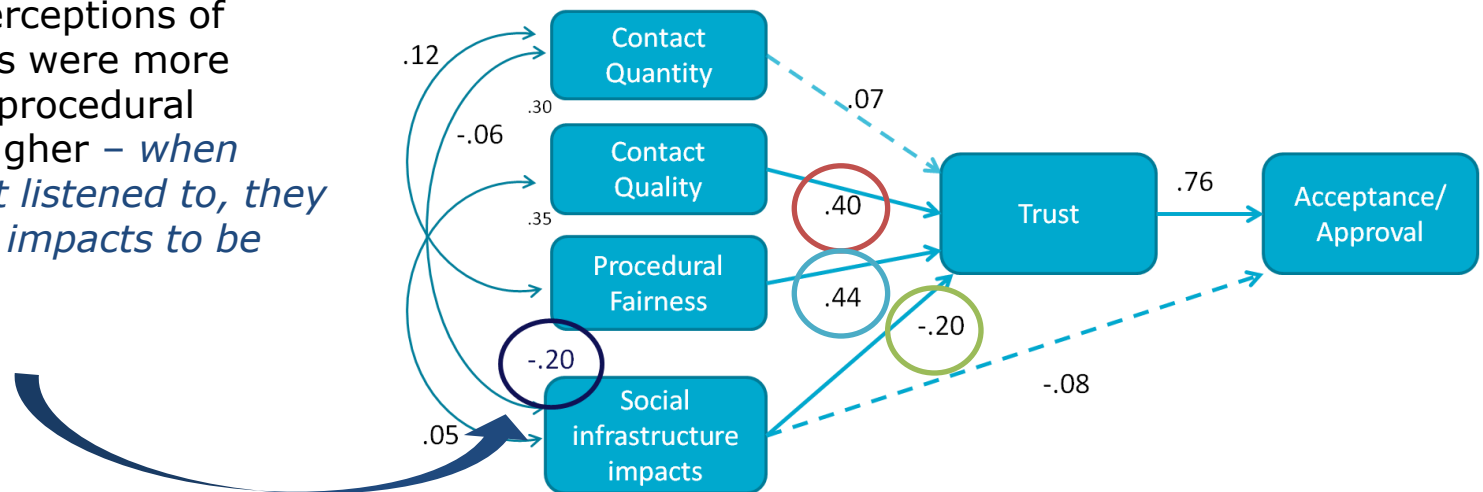 erceptions of
s were more
procedural
gher – when
t listened to, they
impacts to be
.12
-.06
.30
.35
-.20
.05
Contact
Quantity
Contact
Quality
Procedural
Fairness
Social
infrastructure
impacts
.07
.40
.44
-.20
-.08
Trust
.76
Acceptance/
Approval